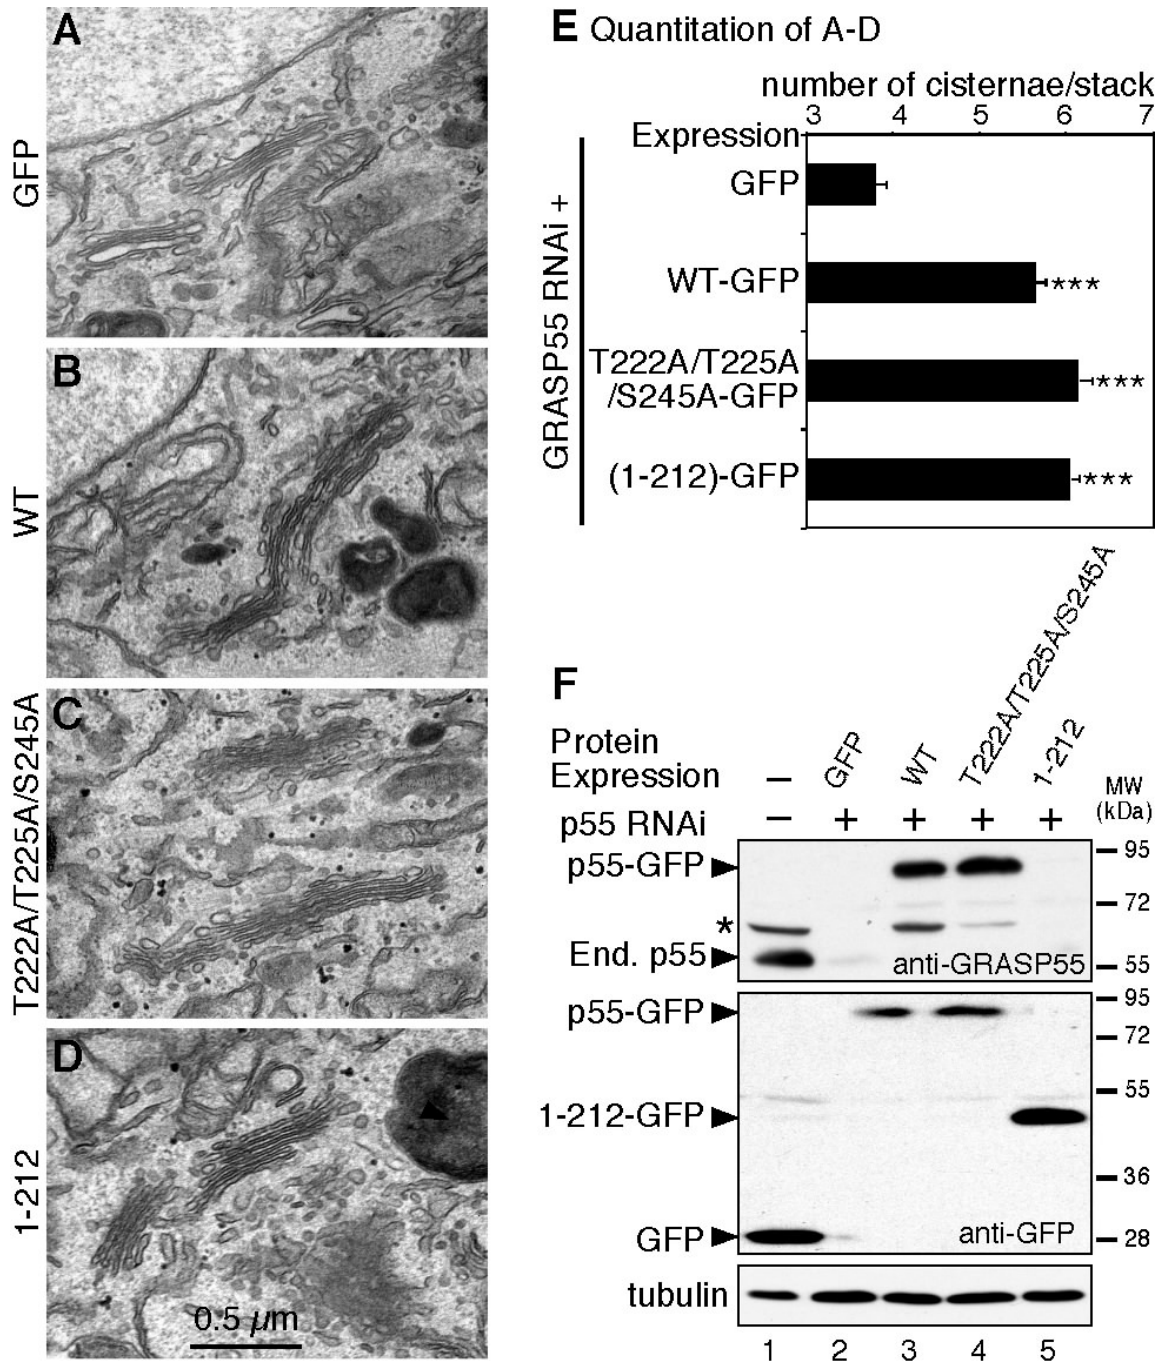 A
GFP
B
WT
C
T222A/T225A/S245A
D
1-212
0.5 µm
E Quantitation of A-D
number of cisternae/stack
3 4 5 6 7
Expression
GRASP55 RNAi +
GFP
WT-GFP ***
T222A/T225A
/S245A-GFP ***
(1-212)-GFP ***
F
Protein
Expression – GFP WT T222A/T225A/S245A 1-212
MW
(kDa)
p55 RNAi – + + + +
p55-GFP 95
72
*
End. p55 anti-GRASP55 55
p55-GFP 95
72
55
1-212-GFP
36
GFP anti-GFP 28
tubulin
1 2 3 4 5